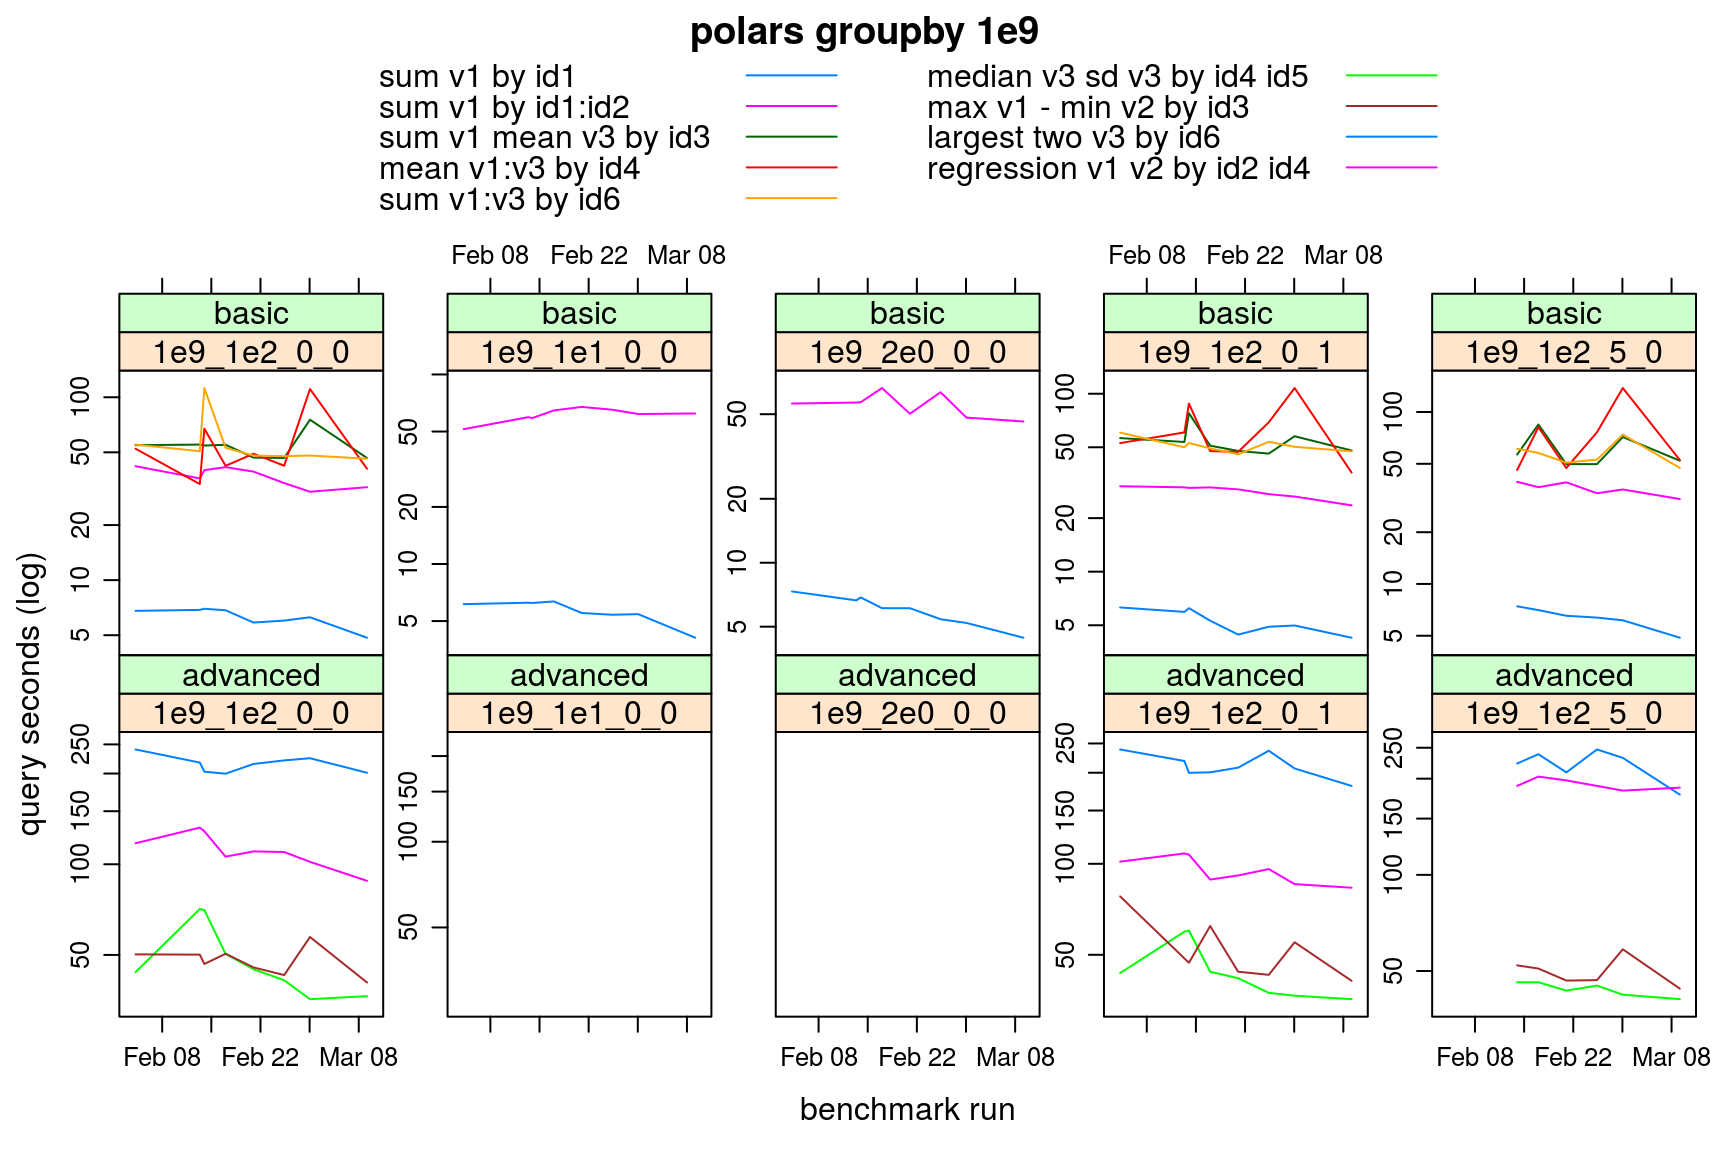 polars groupby 1e9
sum v1 by id1
sum v1 by id1:id2
sum v1 mean v3 by id3
mean v1:v3 by id4
sum v1:v3 by id6
median v3 sd v3 by id4 id5
max v1 - min v2 by id3
largest two v3 by id6
regression v1 v2 by id2 id4
Feb 08 Feb 22 Mar 08
Feb 08 Feb 22 Mar 08
basic basic basic basic basic
1e9_1e2_0_0 1e9_1e1_0_0 1e9_2e0_0_0 1e9_1e2_0_1 1e9_1e2_5_0
5 10 20 50 100
5 10 20 50
5 10 20 50
5 10 20 50 100
5 10 20 50 100
query seconds (log)
advanced advanced advanced advanced advanced
1e9_1e2_0_0 1e9_1e1_0_0 1e9_2e0_0_0 1e9_1e2_0_1 1e9_1e2_5_0
50 100 150 250
50 100 150
50 100 150 250
50 100 150 250
Feb 08 Feb 22 Mar 08
Feb 08 Feb 22 Mar 08
Feb 08 Feb 22 Mar 08
benchmark run